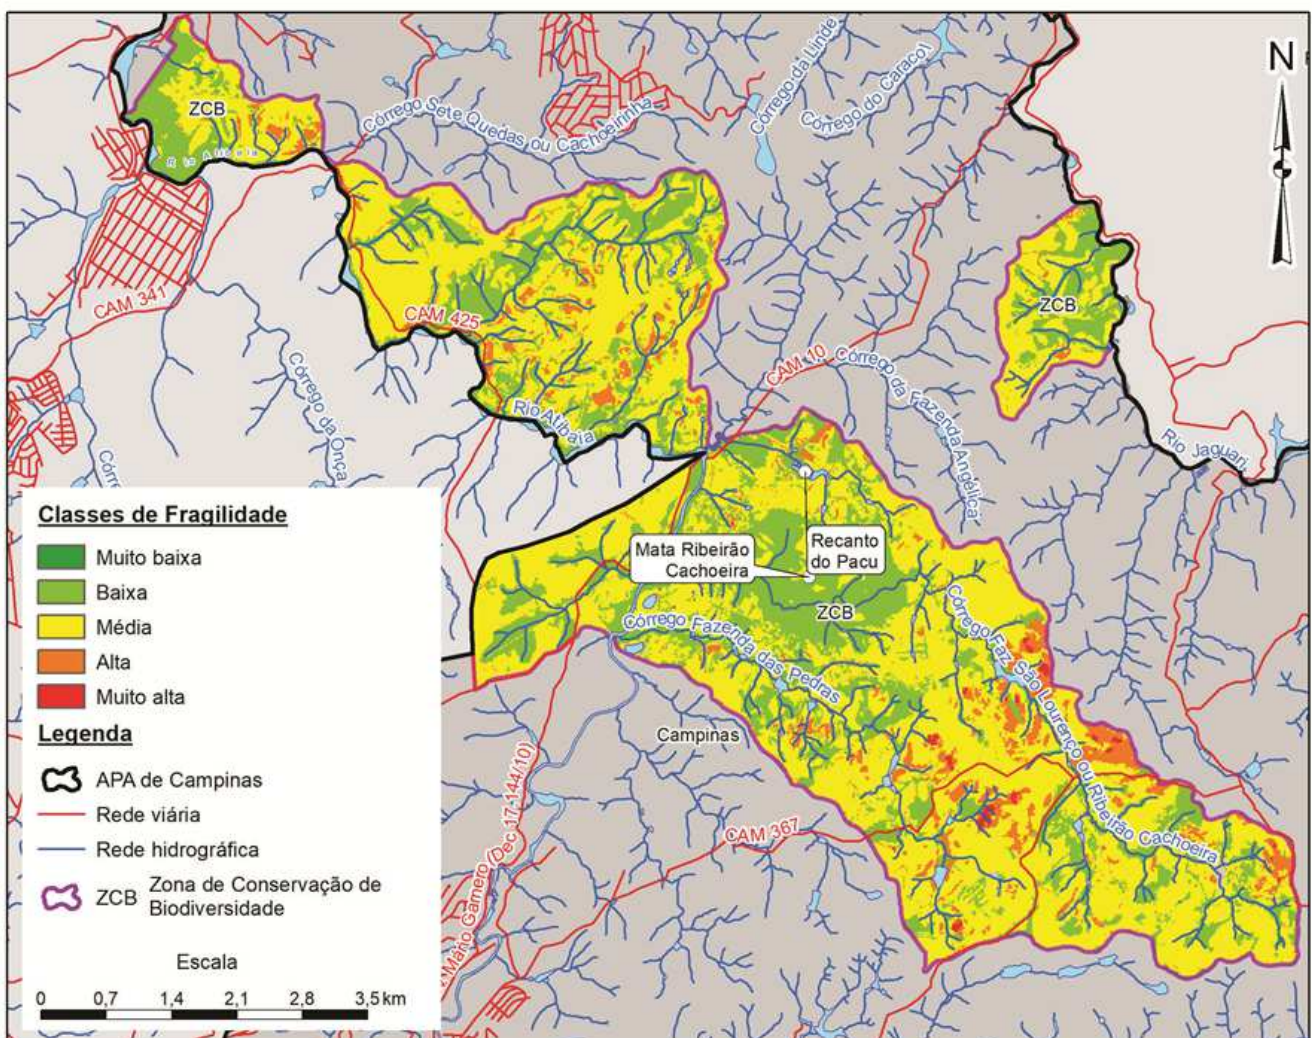 N
ZCB
Rio Atibaia
Córrego Sete Quedas ou Cachoeirinha
Córrego da Linde
Córrego do Caracol
CAM 341
CAM 425
ZCB
CAM 10
Córrego da Fazenda Angélica
Córrego da Onça
Rio Atibaia
Rio Jaguari
Córre
Mata Ribeirão
Cachoeira
Recanto
do Pacu
ZCB
Córrego Fazenda das Pedras
Córrego Faz São Lourenço ou Ribeirão Cachoeira
Campinas
CAM 367
Mário Garnero (Dec 17.144/10)
Classes de Fragilidade
Muito baixa
Baixa
Média
Alta
Muito alta
Legenda
APA de Campinas
Rede viária
Rede hidrográfica
ZCB Zona de Conservação de
Biodiversidade
Escala
0 0,7 1,4 2,1 2,8 3,5 km